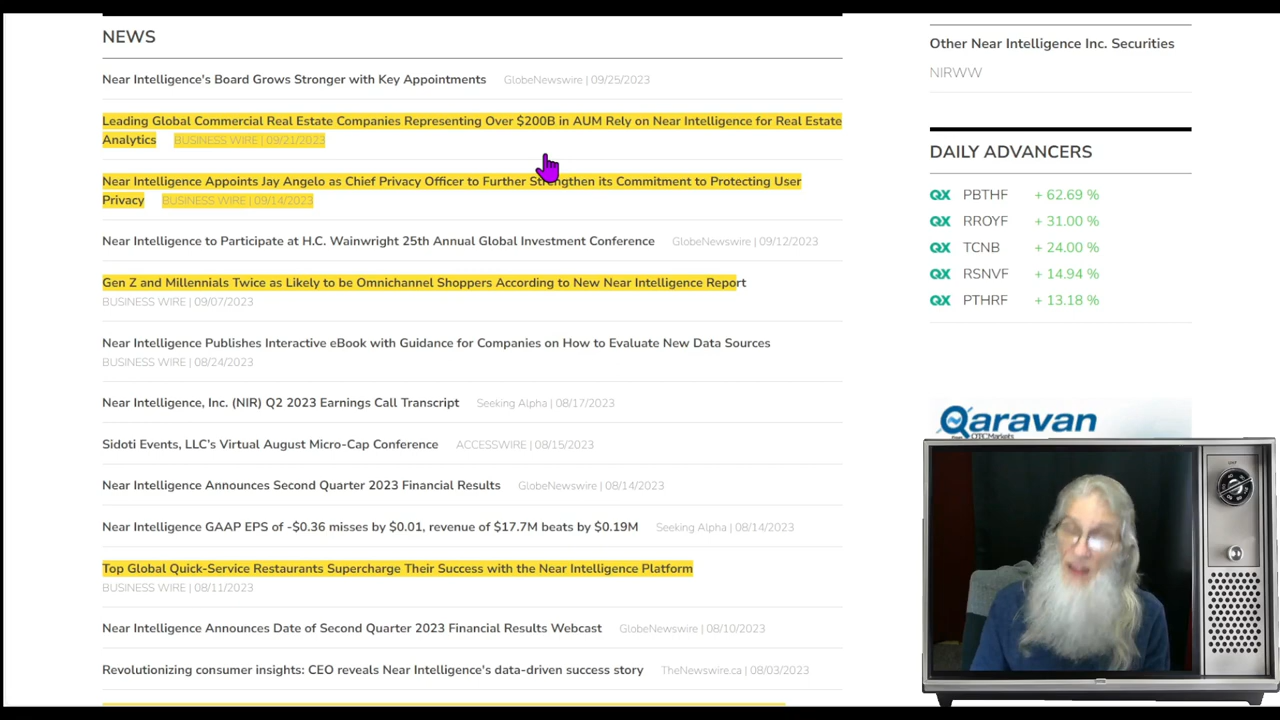 NEWS
Near Intelligence's Board Grows Stronger with Key Appointments GlobeNewswire | 09/25/2023
Leading Global Commercial Real Estate Companies Representing Over $200B in AUM Rely on Near Intelligence for Real Estate
Analytics BUSINESS WIRE | 09/21/2023
Near Intelligence Appoints Jay Angelo as Chief Privacy Officer to Further Strengthen its Commitment to Protecting User
Privacy BUSINESS WIRE | 09/14/2023
Near Intelligence to Participate at H.C. Wainwright 25th Annual Global Investment Conference GlobeNewswire | 09/12/2023
Gen Z and Millennials Twice as Likely to be Omnichannel Shoppers According to New Near Intelligence Report
BUSINESS WIRE | 09/07/2023
Near Intelligence Publishes Interactive eBook with Guidance for Companies on How to Evaluate New Data Sources
BUSINESS WIRE | 08/24/2023
Near Intelligence, Inc. (NIR) Q2 2023 Earnings Call Transcript Seeking Alpha | 08/17/2023
Sidoti Events, LLC's Virtual August Micro-Cap Conference ACCESSWIRE | 08/15/2023
Near Intelligence Announces Second Quarter 2023 Financial Results GlobeNewswire | 08/14/2023
Near Intelligence GAAP EPS of -$0.36 misses by $0.01, revenue of $17.7M beats by $0.19M Seeking Alpha | 08/14/2023
Top Global Quick-Service Restaurants Supercharge Their Success with the Near Intelligence Platform
BUSINESS WIRE | 08/11/2023
Near Intelligence Announces Date of Second Quarter 2023 Financial Results Webcast GlobeNewswire | 08/10/2023
Revolutionizing consumer insights: CEO reveals Near Intelligence's data-driven success story TheNewswire.ca | 08/03/2023
Other Near Intelligence Inc. Securities
NIRWW
DAILY ADVANCERS
QX PBTHF + 62.69 %
QX RROYF + 31.00 %
QX TCNB + 24.00 %
QX RSNVF + 14.94 %
QX PTHRF + 13.18 %
Qaravan
OTC Markets